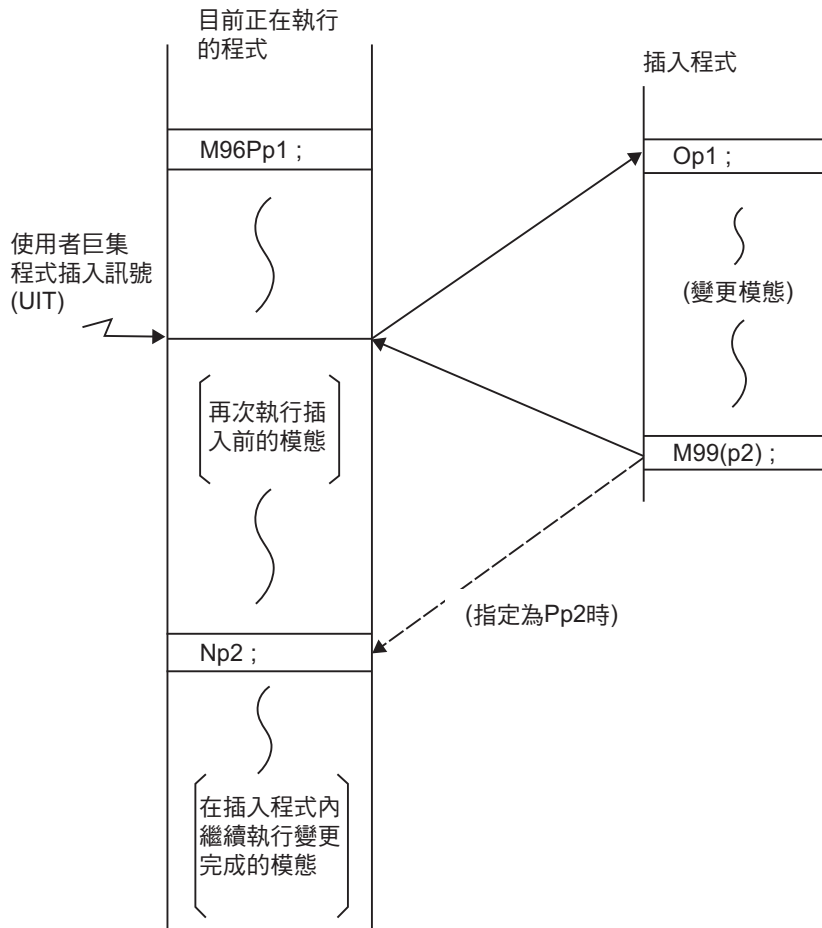 目前正在執行
的程式
插入程式
M96Pp1 ;
Op1 ;
使用者巨集
程式插入訊號
(UIT)
(變更模態)
再次執行插
入前的模態
M99(p2) ;
(指定為Pp2時)
Np2 ;
在插入程式內
繼續執行變更
完成的模態